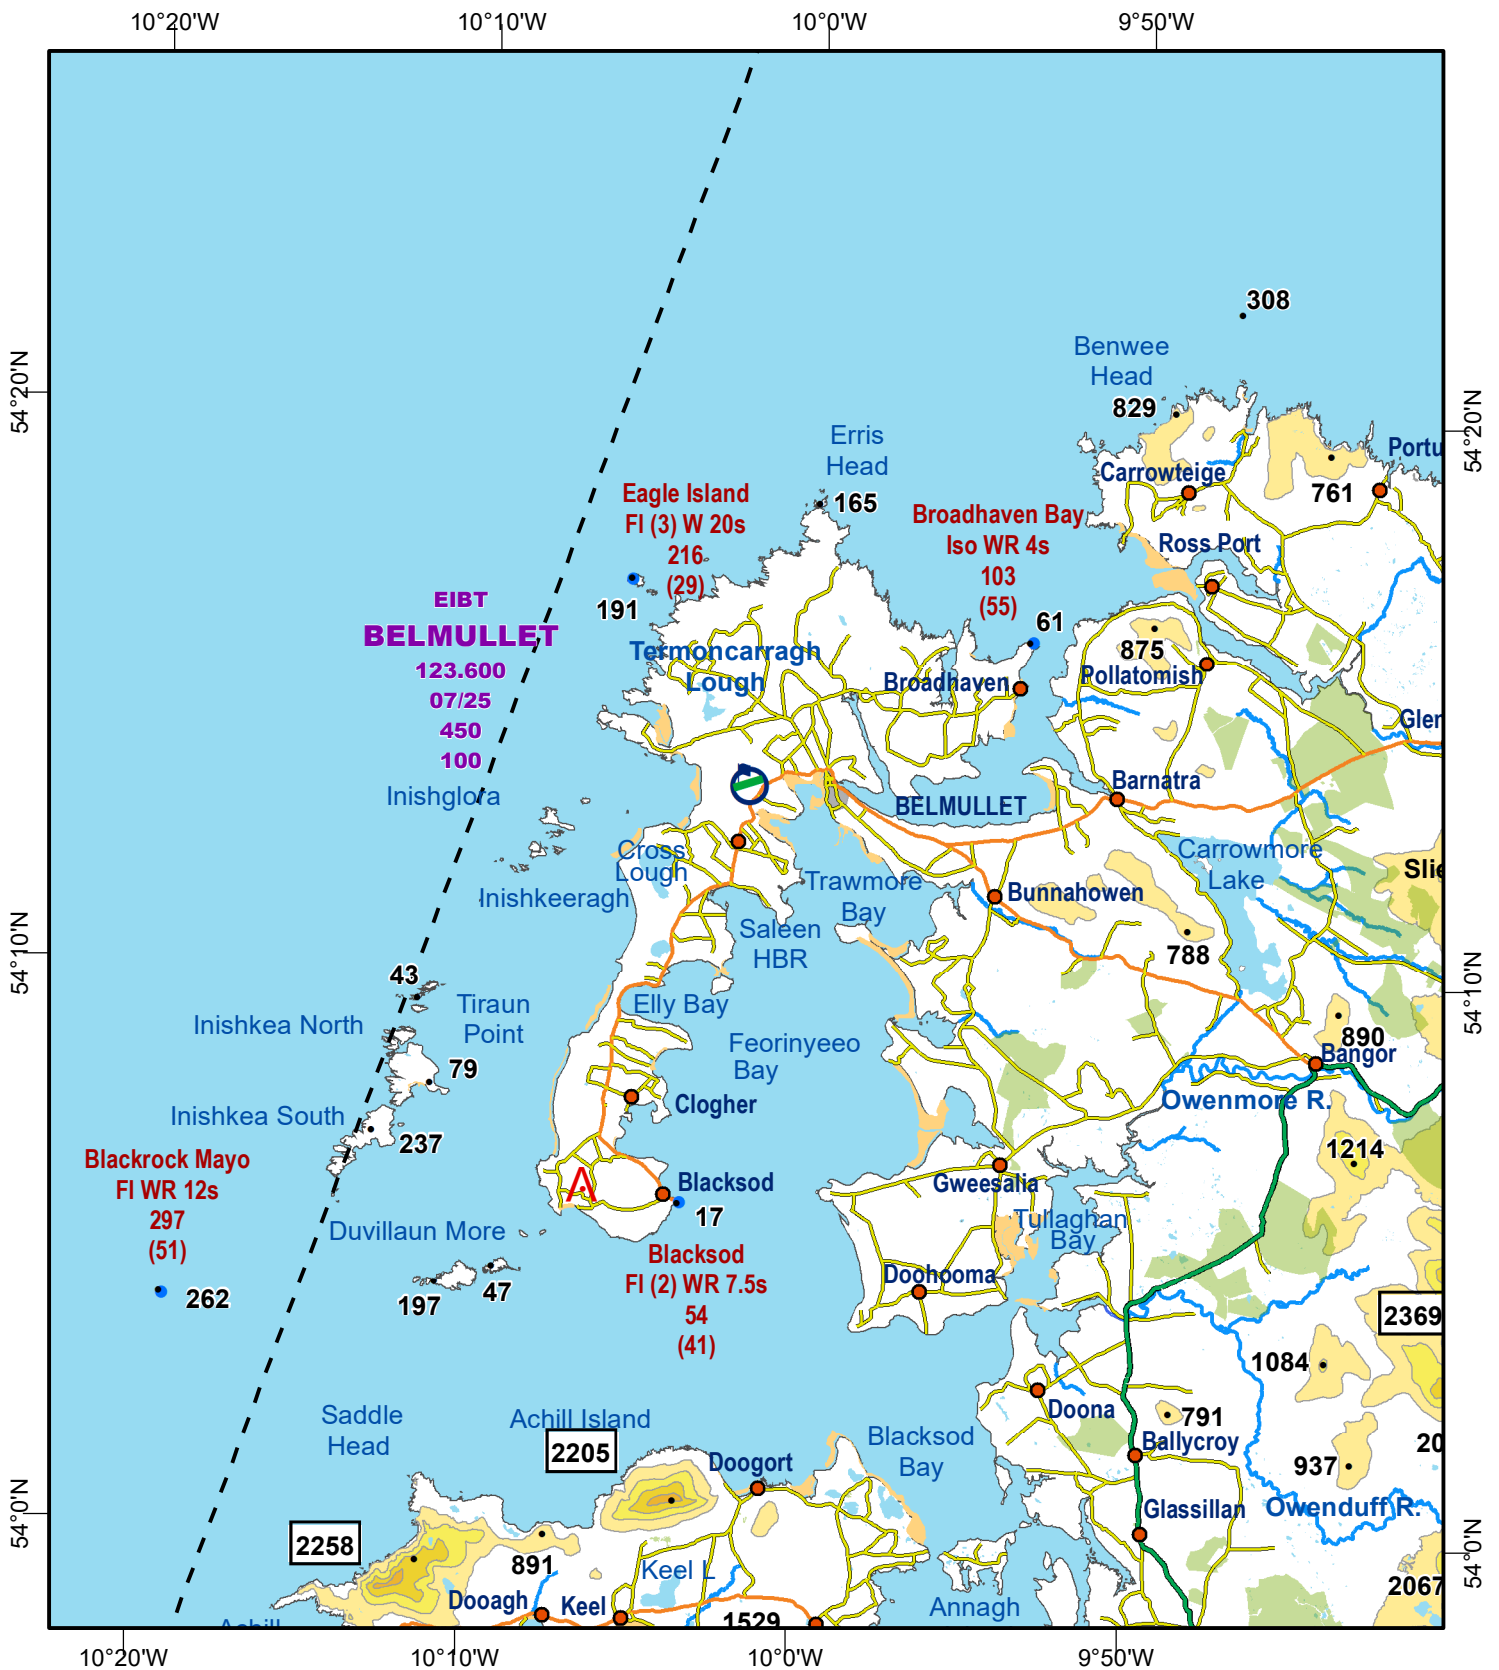 10°20'W
10°10'W
10°0'W
9°50'W
308
Benwee
Head
829
54°20'N
54°20'N
Erris
Head
165
Carrowteige
761
Eagle Island
Fl (3) W 20s
216
(29)
191
Broadhaven Bay
Iso WR 4s
103
(55)
61
Ross Port
EIBT
BELMULLET
123.600
07/25
450
100
Termoncarragh
Lough
Broadhaven
875
Pollatomish
Inishglora
BELMULLET
Barnatra
Cross
Lough
Inishkeeragh
Trawmore
Bay
Carrowmore
Lake
Bunnahowen
Saleen
HBR
788
43
54°10'N
54°10'N
Inishkea North
Tiraun
Point
Elly Bay
Feorinyeeo
Bay
890
Bangor
79
Inishkea South
237
Clogher
Owenmore R.
1214
Blackrock Mayo
Fl WR 12s
297
(51)
262
Blacksod
17
Gweesalia
Tullaghan
Bay
Duvillaun More
197
47
Blacksod
Fl (2) WR 7.5s
54
(41)
Doohooma
2369
1084
Doona
791
Saddle
Head
Achill Island
2205
Blacksod
Bay
Ballycroy
937
Doogort
Glassillan
Owenduff R.
54°0'N
54°0'N
2258
891
Keel L
Dooagh
Keel
1529
Annagh
2067
10°20'W
10°10'W
10°0'W
9°50'W